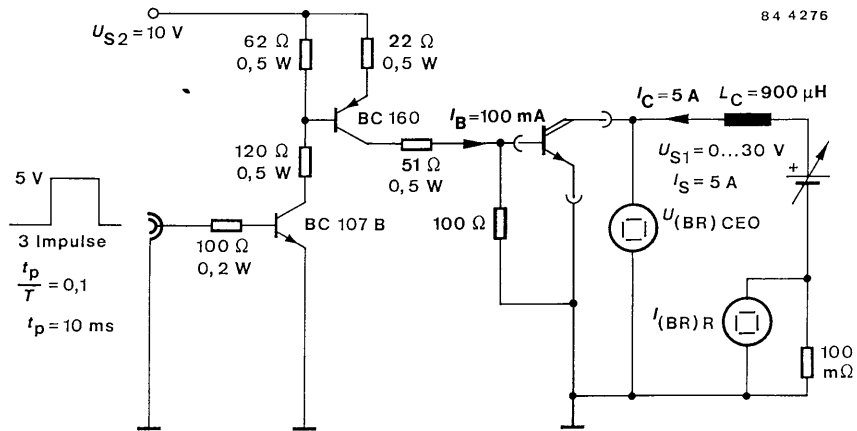 84 4276
U_S2 = 10 V
62 Ω
0,5 W
22 Ω
0,5 W
BC 160
I_B = 100 mA
I_C = 5 A
L_C = 900 µH
120 Ω
0,5 W
51 Ω
0,5 W
U_S1 = 0...30 V
I_S = 5 A
+
5 V
3 Impulse
t_p/T = 0,1
t_p = 10 ms
100 Ω
0,2 W
BC 107 B
100 Ω
U_(BR) CEO
I_(BR) R
100
mΩ